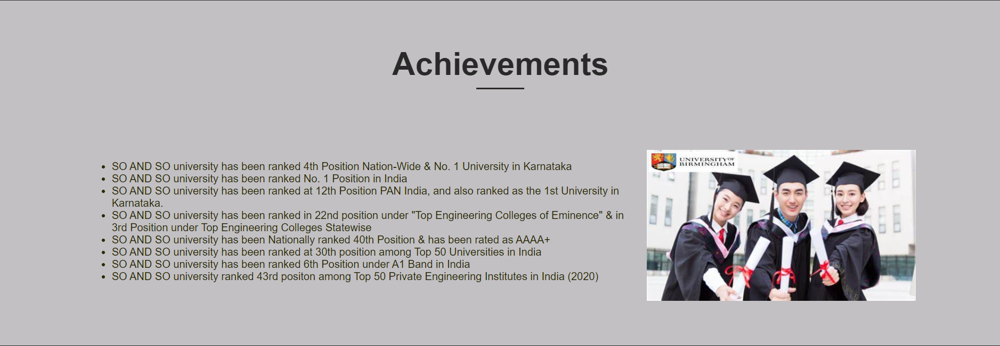 Achievements
SO AND SO university has been ranked 4th Position Nation-Wide & No. 1 University in Karnataka
SO AND SO university has been ranked No. 1 Position in India
SO AND SO university has been ranked at 12th Position PAN India, and also ranked as the 1st University in
Karnataka.
SO AND SO university has been ranked in 22nd position under "Top Engineering Colleges of Eminence" & in
3rd Position under Top Engineering Colleges Statewise
SO AND SO university has been Nationally ranked 40th Position & has been rated as AAAA+
SO AND SO university has been ranked at 30th position among Top 50 Universities in India
SO AND SO university has been ranked 6th Position under A1 Band in India
SO AND SO university ranked 43rd positon among Top 50 Private Engineering Institutes in India (2020)
UNIVERSITY OF
BIRMINGHAM